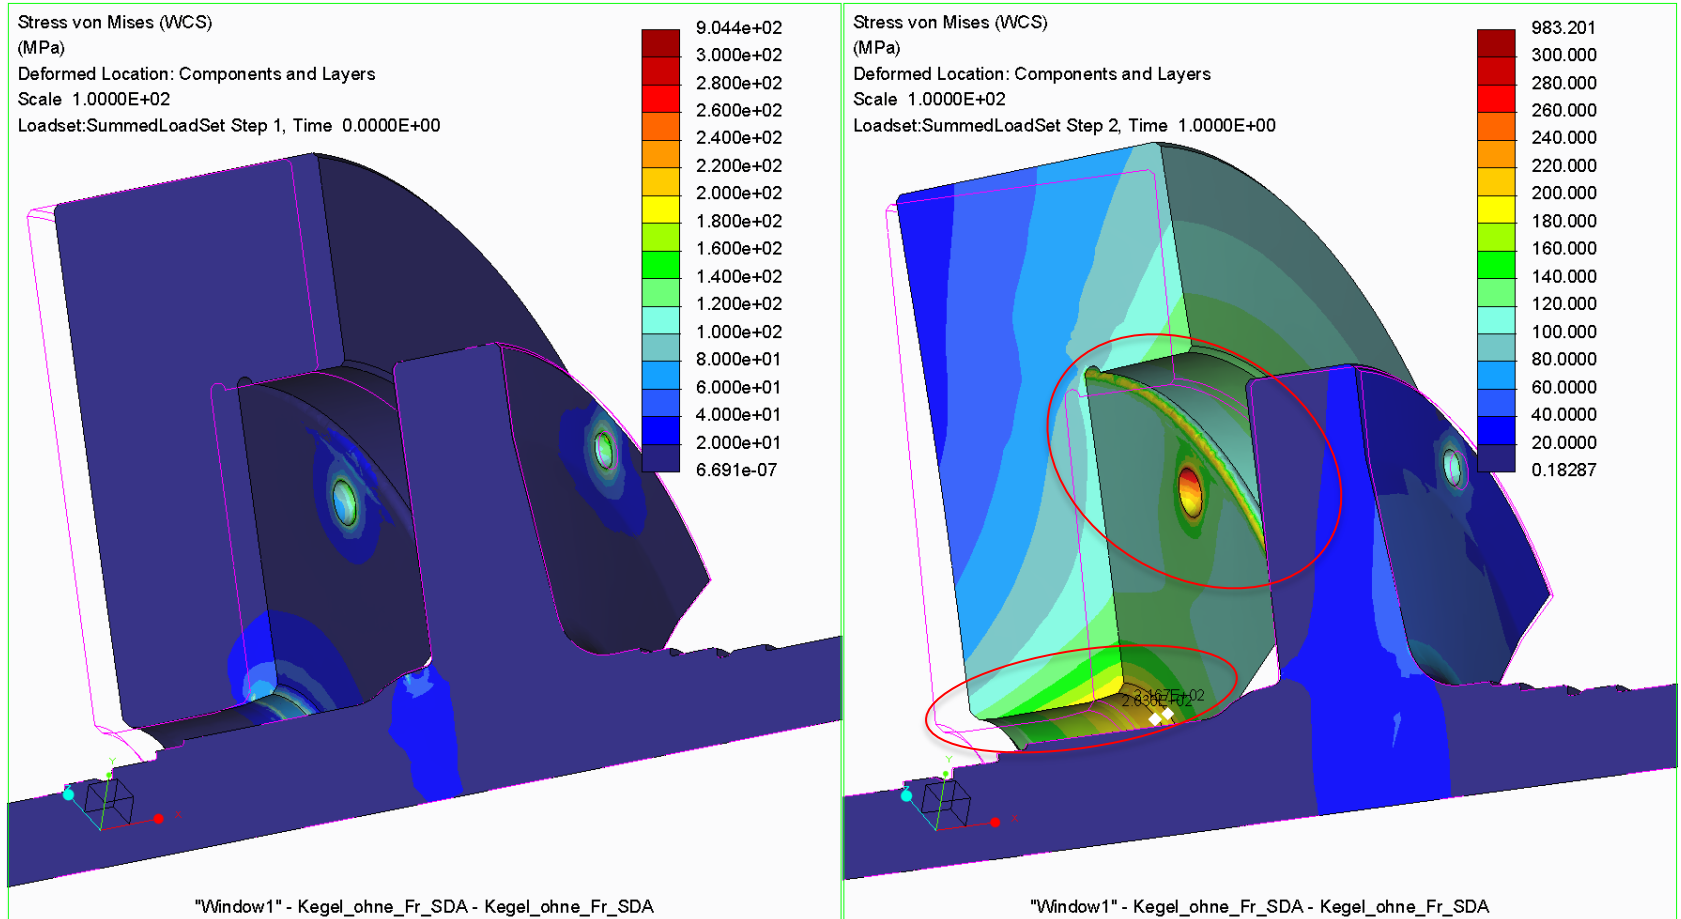 Stress von Mises (WCS)
(MPa)
Deformed Location: Components and Layers
Scale 1.0000E+02
Loadset:SummedLoadSet Step 1, Time 0.0000E+00
9.044e+02
3.000e+02
2.800e+02
2.600e+02
2.400e+02
2.200e+02
2.000e+02
1.800e+02
1.600e+02
1.400e+02
1.200e+02
1.000e+02
8.000e+01
6.000e+01
4.000e+01
2.000e+01
6.691e-07
Y
X
"Window1" - Kegel_ohne_Fr_SDA - Kegel_ohne_Fr_SDA
Stress von Mises (WCS)
(MPa)
Deformed Location: Components and Layers
Scale 1.0000E+02
Loadset:SummedLoadSet Step 2, Time 1.0000E+00
983.201
300.000
280.000
260.000
240.000
220.000
200.000
180.000
160.000
140.000
120.000
100.000
80.0000
60.0000
40.0000
20.0000
0.18287
Y
X
"Window1" - Kegel_ohne_Fr_SDA - Kegel_ohne_Fr_SDA